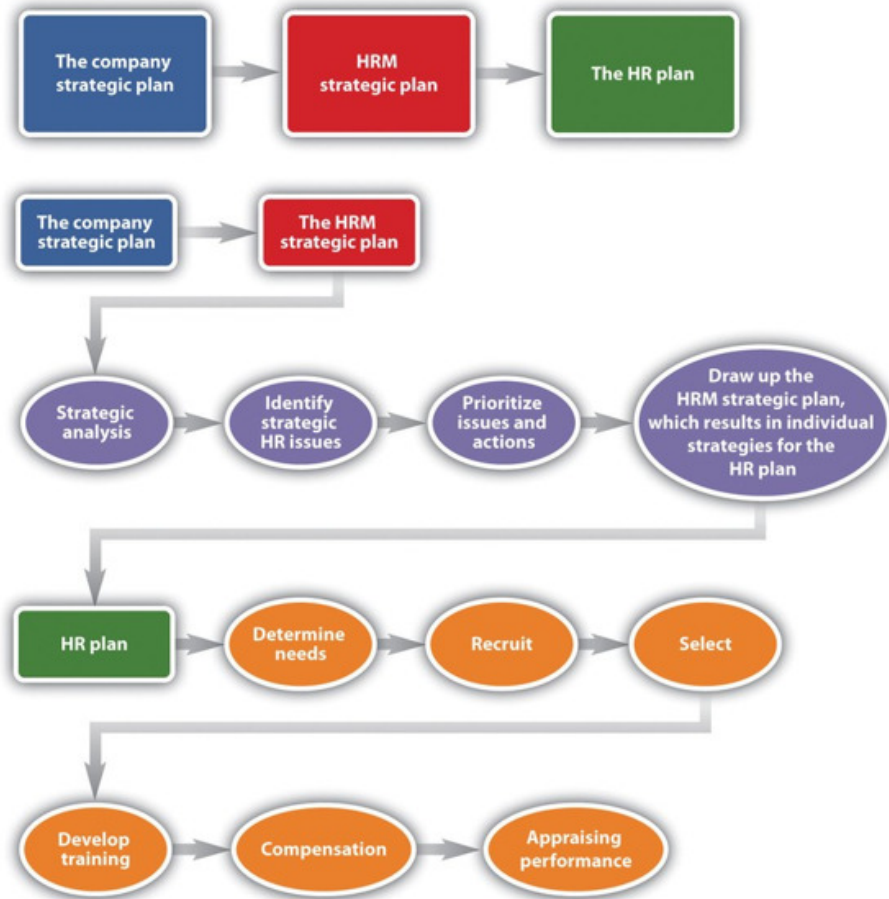 The company
strategic plan
HRM
strategic plan
The HR plan
The company
strategic plan
The HRM
strategic plan
Strategic
analysis
Identify
strategic
HR issues
Prioritize
issues and
actions
Draw up the
HRM strategic plan,
which results in individual
strategies for the
HR plan
HR plan
Determine
needs
Recruit
Select
Develop
training
Compensation
Appraising
performance